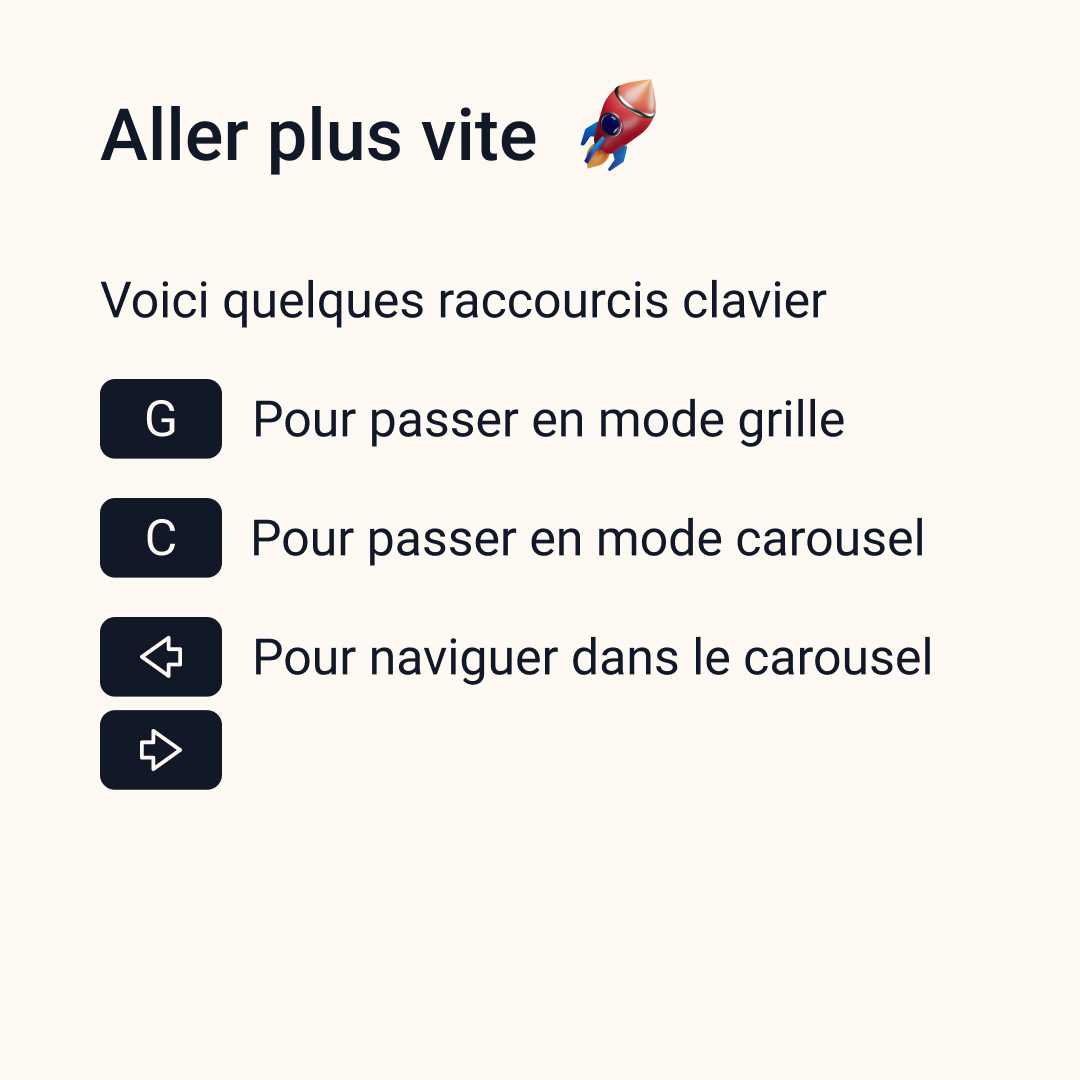 Aller plus vite 🚀
Voici quelques raccourcis clavier
G Pour passer en mode grille
C Pour passer en mode carousel
Pour naviguer dans le carousel